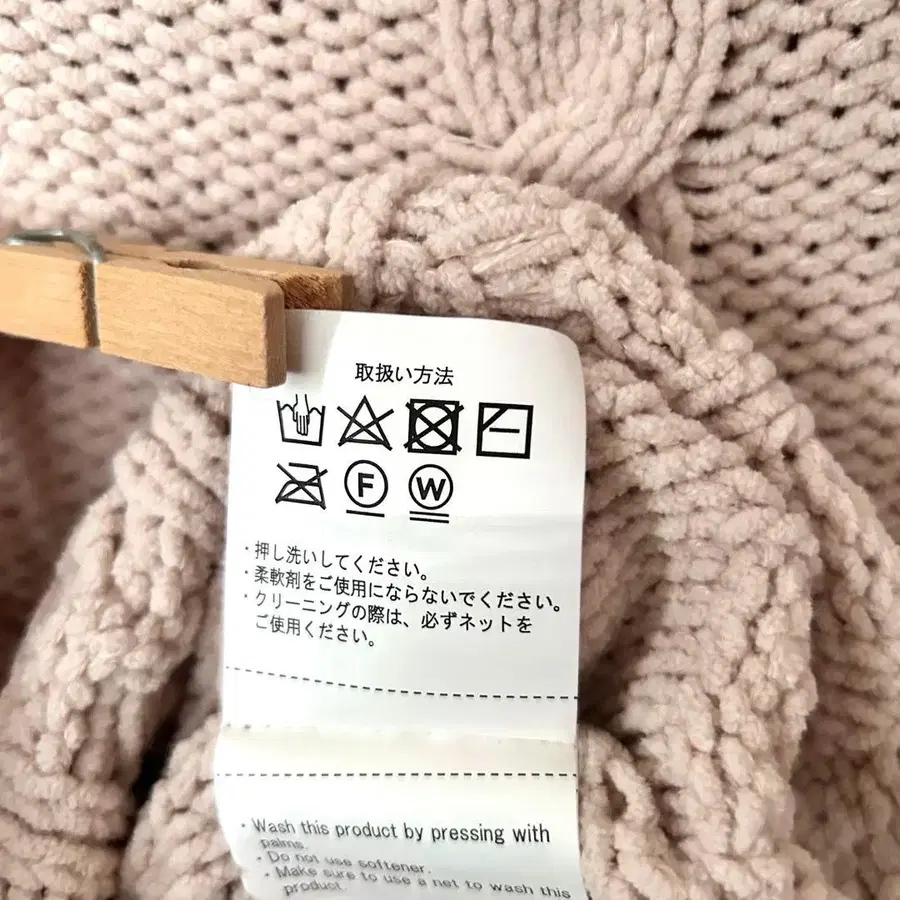 取扱い方法
F W
・押し洗いしてください。
・柔軟剤をご使用にならないでください。
・クリーニングの際は、必ずネットを
ご使用ください。
・Wash this product by pressing with
palms.
・Do not use softener.
・Make sure to use a net to wash this
product.